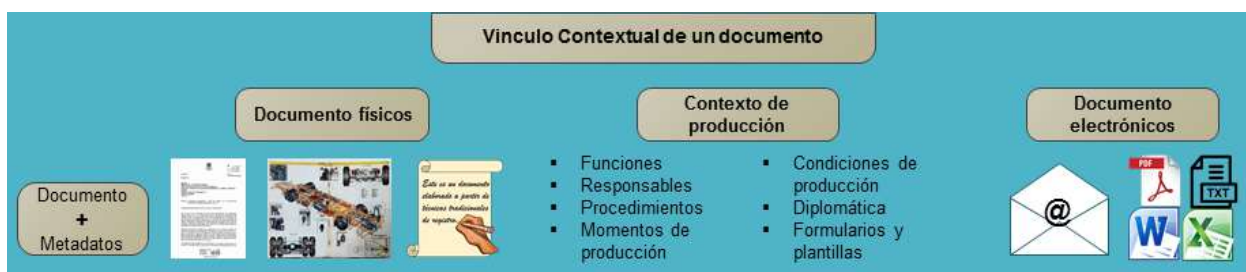 Vinculo Contextual de un documento
Documento físicos
Contexto de
producción
Documento
electrónicos
Documento
+
Metadatos
Este es un documento
elaborado a partir de
técnicas tradicionales
de registro.
▪ Funciones
▪ Responsables
▪ Procedimientos
▪ Momentos de
producción
▪ Condiciones de
producción
▪ Diplomática
▪ Formularios y
plantillas
@
PDF
TXT
W
X